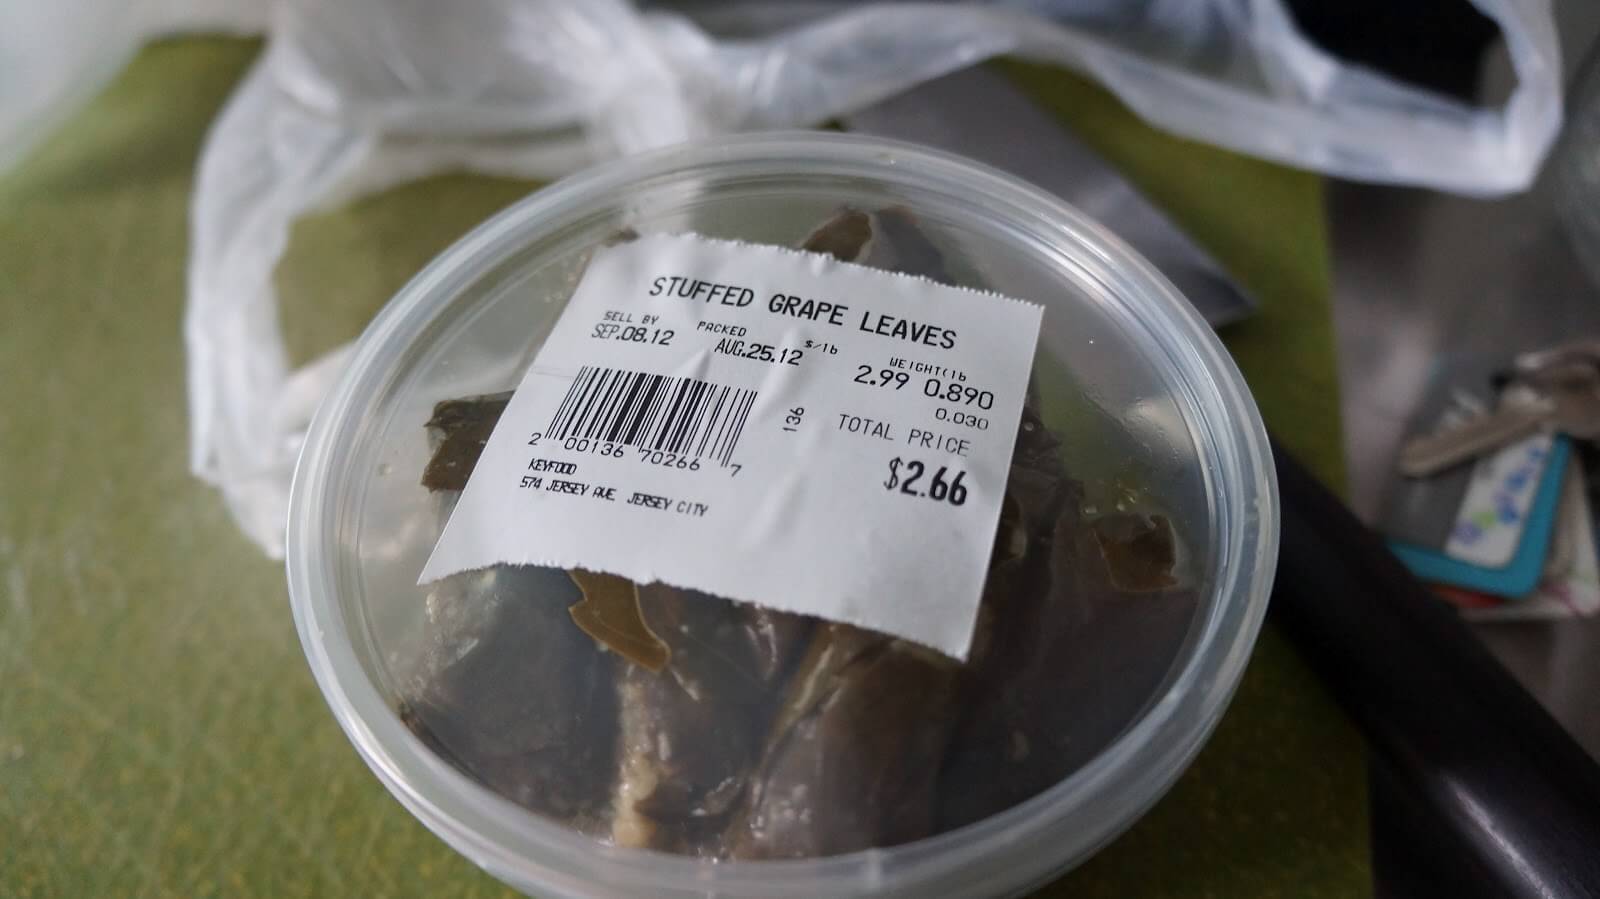 STUFFED GRAPE LEAVES
SELL BY PACKED $/lb WEIGHT(lb
SEP.08.12 AUG.25.12 2.99 0.890
0.030
136 TOTAL PRICE
$2.66
2 00136 70266 7
KEYFOOD
574 JERSEY AVE JERSEY CITY